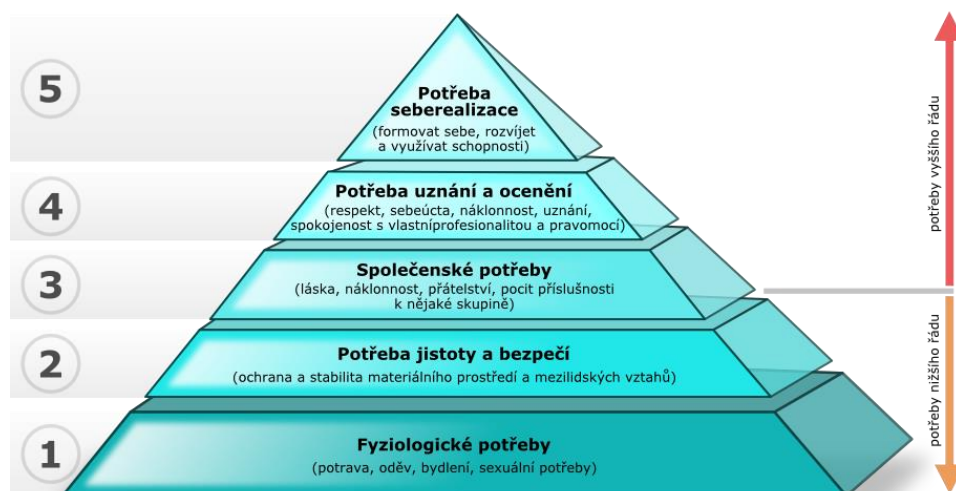 5
Potřeba
seberealizace
(formovat sebe, rozvíjet
a využívat schopnosti)
4
Potřeba uznání a ocenění
(respekt, sebeúcta, náklonnost, uznání,
spokojenost s vlastníprofesionalitou a pravomocí)
3
Společenské potřeby
(láska, náklonnost, přátelství, pocit příslušnosti
k nějaké skupině)
2
Potřeba jistoty a bezpečí
(ochrana a stabilita materiálního prostředí a mezilidských vztahů)
1
Fyziologické potřeby
(potrava, oděv, bydlení, sexuální potřeby)
potřeby vyššího řádu
potřeby nižšího řádu